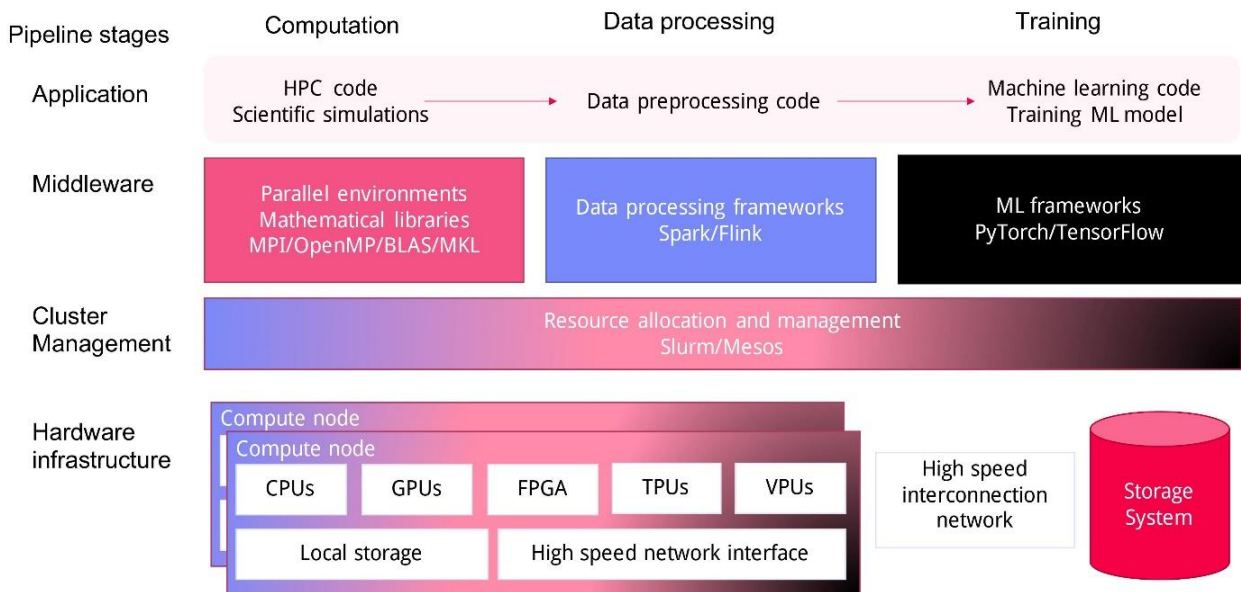 Pipeline stages
Computation
Data processing
Training
Application
HPC code
Scientific simulations
Data preprocessing code
Machine learning code
Training ML model
Middleware
Parallel environments
Mathematical libraries
MPI/OpenMP/BLAS/MKL
Data processing frameworks
Spark/Flink
ML frameworks
PyTorch/TensorFlow
Cluster
Management
Resource allocation and management
Slurm/Mesos
Hardware
infrastructure
Compute node
Compute node
CPUs
GPUs
FPGA
TPUs
VPUs
Local storage
High speed network interface
High speed
interconnection
network
Storage
System